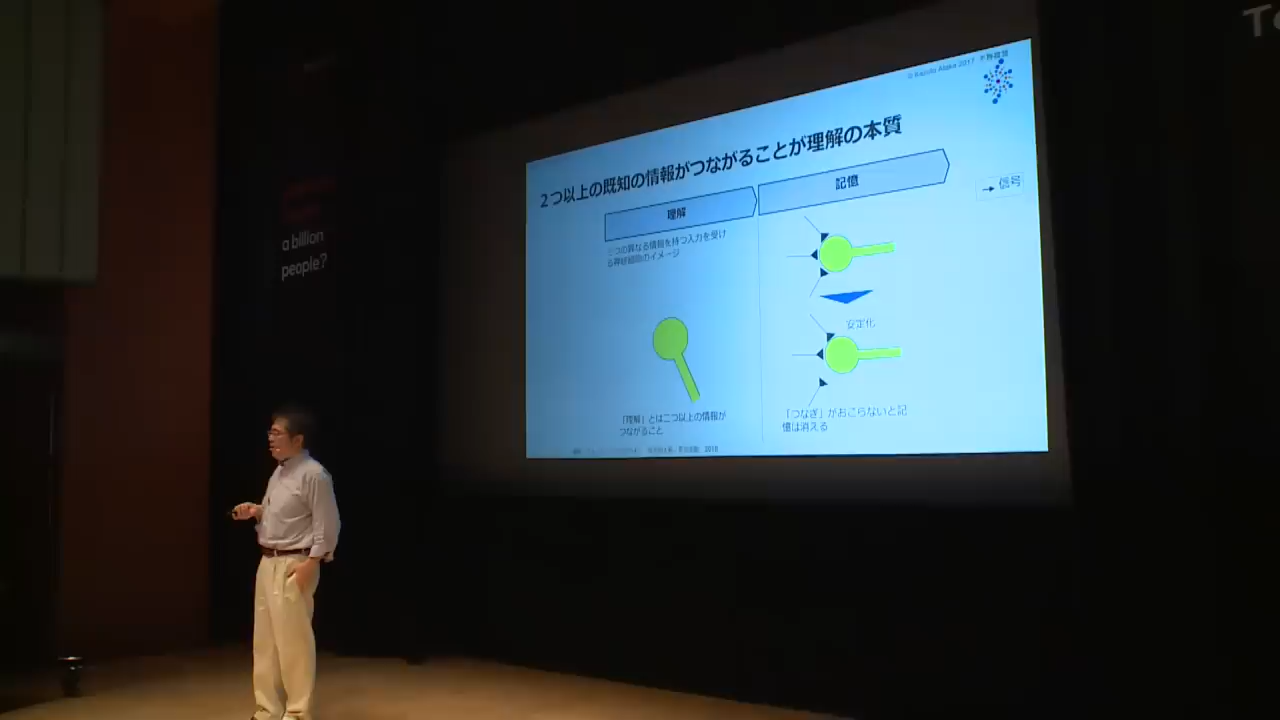 © Kazuto Ataka 2017
2つ以上の既知の情報がつながることが理解の本質
理解
記憶
→ 信号
二つの異なる情報を持つ入力を受け
る神経細胞のイメージ
安定化
「理解」とは二つ以上の情報が
つながること
「つなぎ」がおこらないと記
憶は消える
2010
a billion
people?